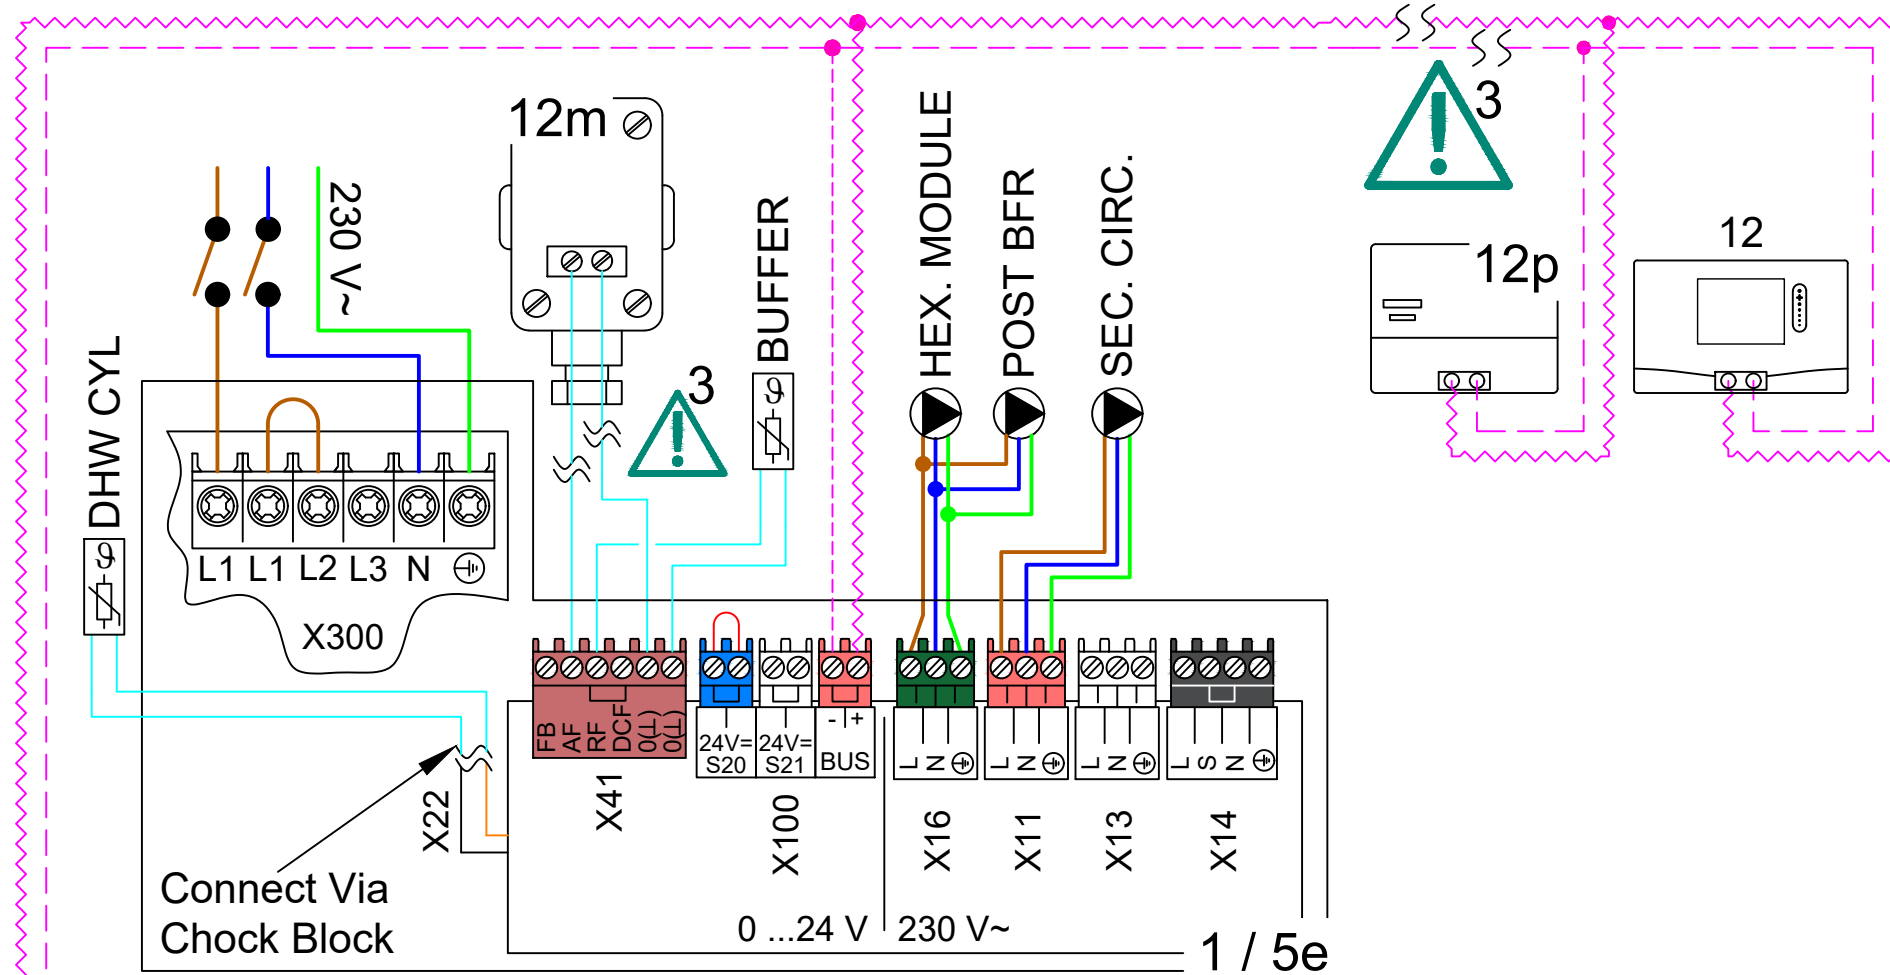 12m
3
12
12p
230 V~
DHW CYL
BUFFER
HEX. MODULE
POST BFR
SEC. CIRC.
3
ϑ
ϑ
L1 L1 L2 L3 N
X300
FB
AF
RF
DCF
0(⊥)
0(⊥)
24V=
S20
24V=
S21
- +
BUS
L N
L N
L N
L S N
X22
X41
X100
X16
X11
X13
X14
Connect Via
Chock Block
0 ...24 V
230 V~
1 / 5e